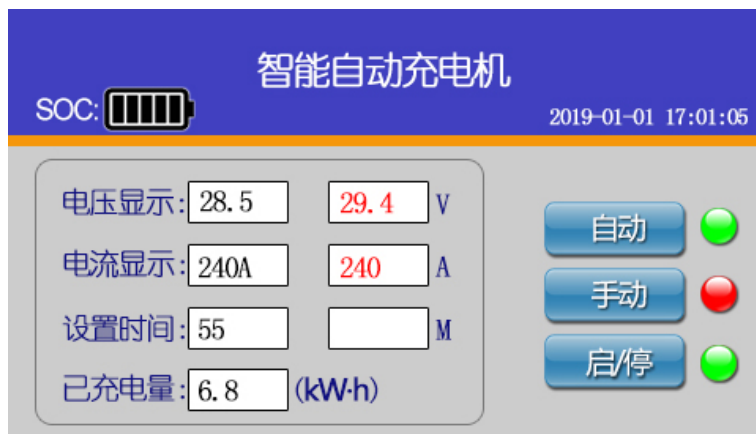 智能自动充电机
SOC:
2019-01-01 17:01:05
电压显示: 28.5 29.4 V
自动
电流显示: 240A 240 A
手动
设置时间: 55 M
启/停
已充电量: 6.8 (kW·h)